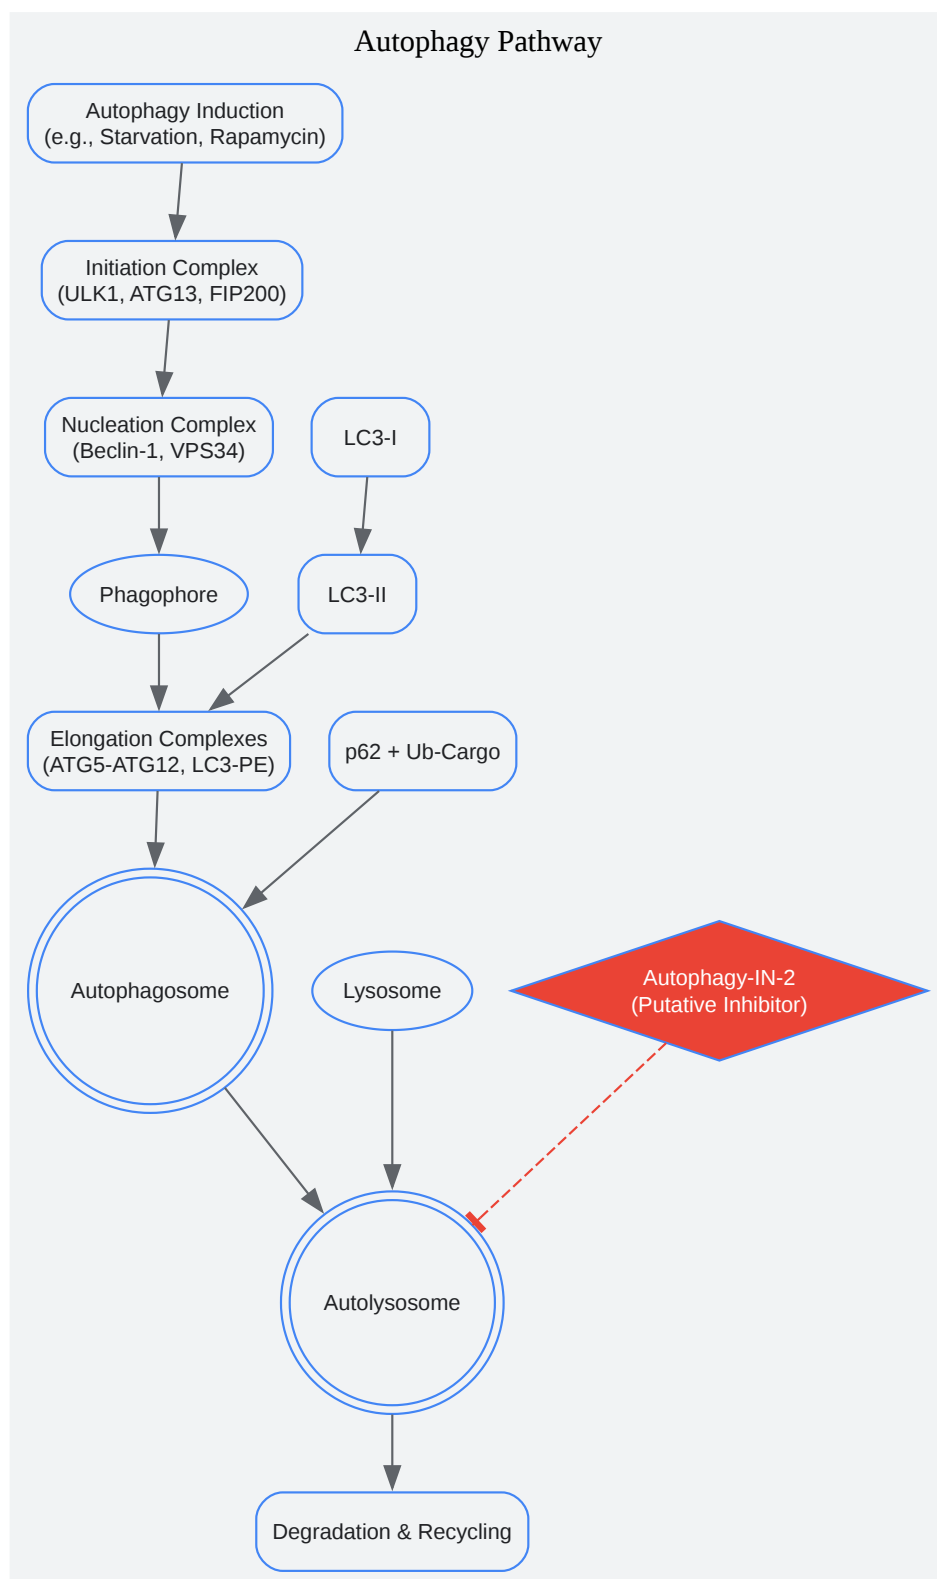 Autophagy Pathway
Autophagy Induction
(e.g., Starvation, Rapamycin)
Initiation Complex
(ULK1, ATG13, FIP200)
Nucleation Complex
(Beclin-1, VPS34)
LC3-I
Phagophore
LC3-II
Elongation Complexes
(ATG5-ATG12, LC3-PE)
p62 + Ub-Cargo
Autophagosome
Lysosome
Autophagy-IN-2
(Putative Inhibitor)
Autolysosome
Degradation & Recycling